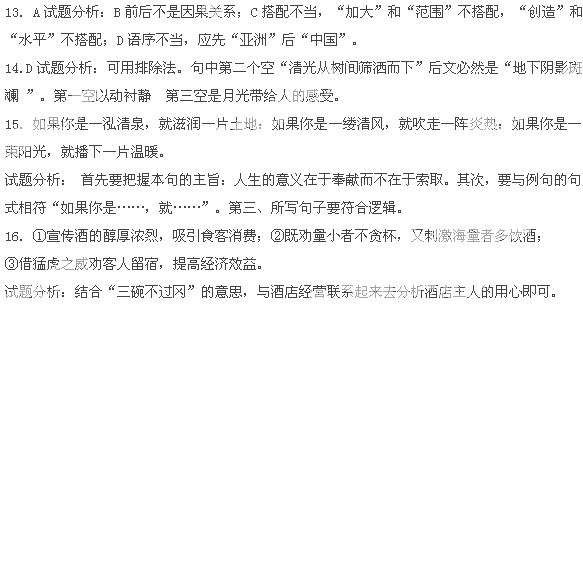 13. A试题分析：B前后不是因果关系；C搭配不当，“加大”和“范围”不搭配，“创造”和
“水平”不搭配；D语序不当，应先“亚洲”后“中国”。
14.D试题分析：可用排除法。句中第二个空“清光从树间筛洒而下”后文必然是“地下阴影斑
斓 ”。第一空以动衬静 第三空是月光带给人的感受。
15. 如果你是一泓清泉，就滋润一片土地；如果你是一缕清风，就吹走一阵炎热；如果你是一
束阳光，就播下一片温暖。
试题分析： 首先要把握本句的主旨：人生的意义在于奉献而不在于索取。其次，要与例句的句
式相符“如果你是……，就……”。第三、所写句子要符合逻辑。
16. ①宣传酒的醇厚浓烈，吸引食客消费；②既劝量小者不贪杯，又刺激海量者多饮酒；
③借猛虎之威劝客人留宿，提高经济效益。
试题分析：结合“三碗不过冈”的意思，与酒店经营联系起来去分析酒店主人的用心即可。